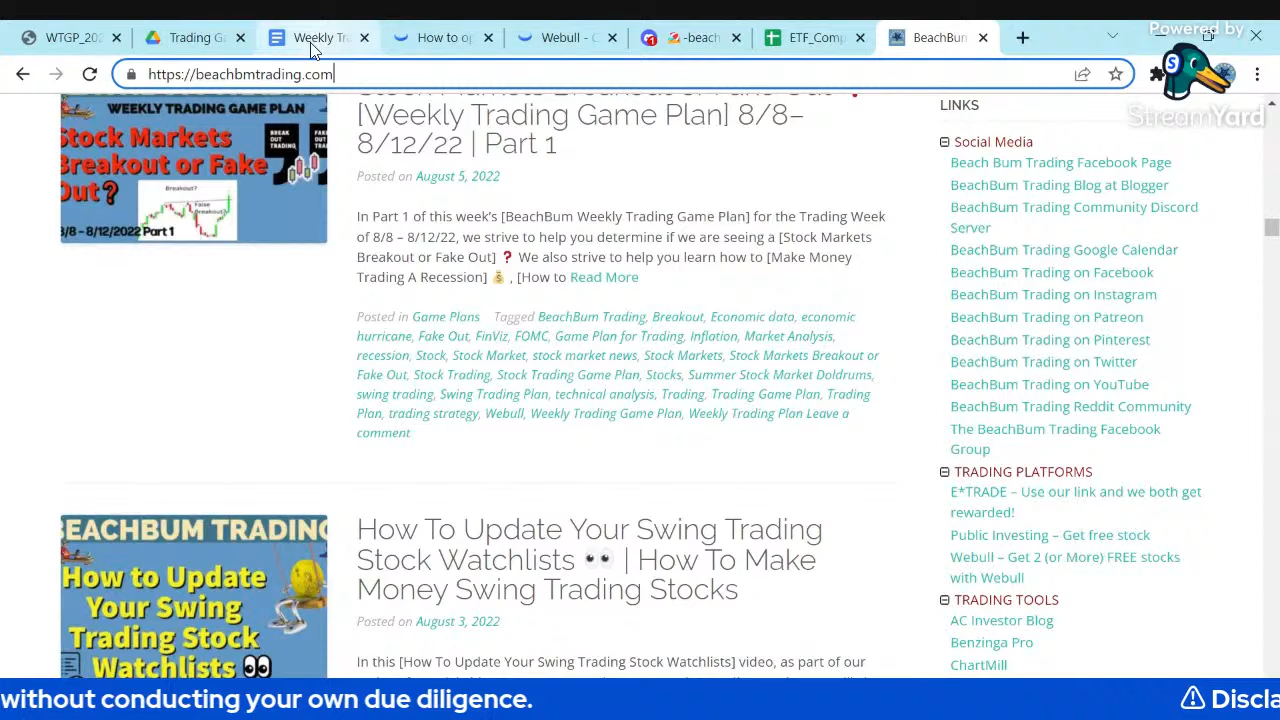 Powered by
WTGP_202
Trading G
Weekly Tra
How to
Webull - C
-beach
ETF_Comp
BeachBum
https://beachbmtrading.com
StreamYard
WEEKLY TRADING GAME PLAN
Stock Markets
Breakout or Fake
Out?
BREAK OUT TRADING
Breakout?
False Breakout?
8/8 - 8/12/2022 Part 1
Stock Markets Breakout or Fake Out ❓
[Weekly Trading Game Plan] 8/8–
8/12/22 | Part 1
Posted on August 5, 2022
In Part 1 of this week's [BeachBum Weekly Trading Game Plan] for the Trading Week
of 8/8 – 8/12/22, we strive to help you determine if we are seeing a [Stock Markets
Breakout or Fake Out] ❓ We also strive to help you learn how to [Make Money
Trading A Recession] 💰 , [How to Read More
Posted in Game Plans Tagged BeachBum Trading, Breakout, Economic data, economic
hurricane, Fake Out, FinViz, FOMC, Game Plan for Trading, Inflation, Market Analysis,
recession, Stock, Stock Market, stock market news, Stock Markets, Stock Markets Breakout or
Fake Out, Stock Trading, Stock Trading Game Plan, Stocks, Summer Stock Market Doldrums,
swing trading, Swing Trading Plan, technical analysis, Trading, Trading Game Plan, Trading
Plan, trading strategy, Webull, Weekly Trading Game Plan, Weekly Trading Plan Leave a
comment
BEACHBUM TRADING
How to Update
Your Swing
Trading Stock
Watchlists 👀
How To Update Your Swing Trading
Stock Watchlists 👀 | How To Make
Money Swing Trading Stocks
Posted on August 3, 2022
In this [How To Update Your Swing Trading Stock Watchlists] video, as part of our
LINKS
Social Media
Beach Bum Trading Facebook Page
BeachBum Trading Blog at Blogger
BeachBum Trading Community Discord
Server
BeachBum Trading Google Calendar
BeachBum Trading on Facebook
BeachBum Trading on Instagram
BeachBum Trading on Patreon
BeachBum Trading on Pinterest
BeachBum Trading on Twitter
BeachBum Trading on YouTube
BeachBum Trading Reddit Community
The BeachBum Trading Facebook
Group
TRADING PLATFORMS
E*TRADE – Use our link and we both get
rewarded!
Public Investing – Get free stock
Webull – Get 2 (or More) FREE stocks
with Webull
TRADING TOOLS
AC Investor Blog
Benzinga Pro
ChartMill
without conducting your own due diligence.
⚠ Discla